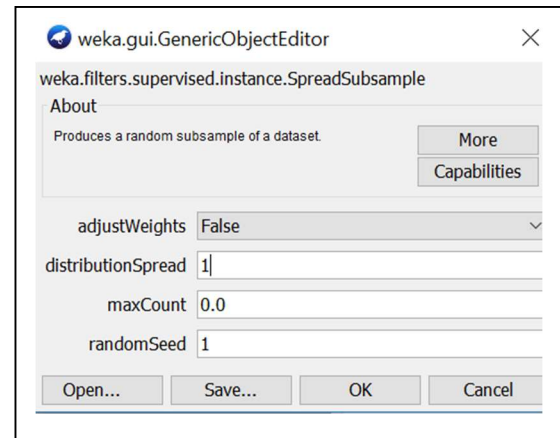 weka.gui.GenericObjectEditor
weka.filters.supervised.instance.SpreadSubsample
About
Produces a random subsample of a dataset.
More
Capabilities
adjustWeights False
distributionSpread 1
maxCount 0.0
randomSeed 1
Open... Save... OK Cancel